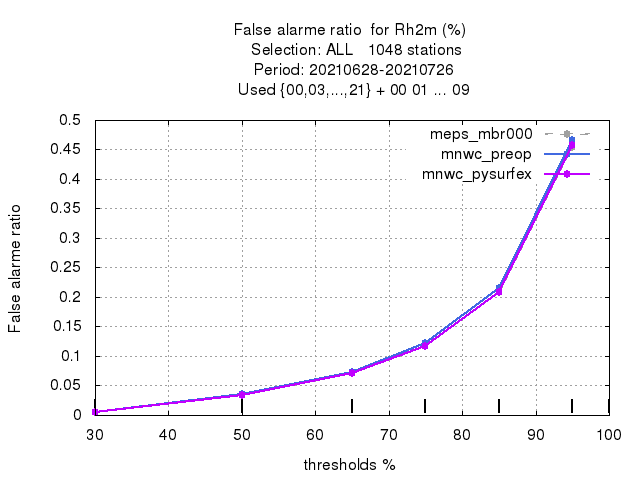 False alarme ratio  for Rh2m (%)
Selection: ALL   1048 stations
Period: 20210628-20210726
Used {00,03,...,21} + 00 01 ... 09
meps_mbr000
mnwc_preop
mnwc_pysurfex
False alarme ratio
0.5
0.45
0.4
0.35
0.3
0.25
0.2
0.15
0.1
0.05
0
30 40 50 60 70 80 90 100
thresholds %